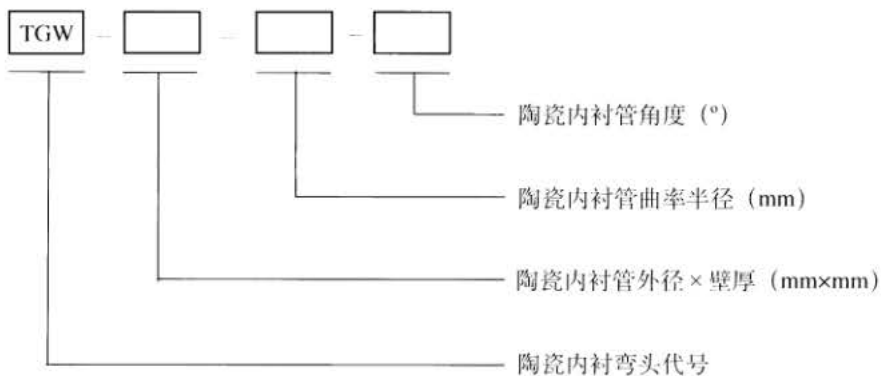 TGW - - -
陶瓷内衬管角度（°）
陶瓷内衬管曲率半径（mm）
陶瓷内衬管外径×壁厚（mm×mm）
陶瓷内衬弯头代号